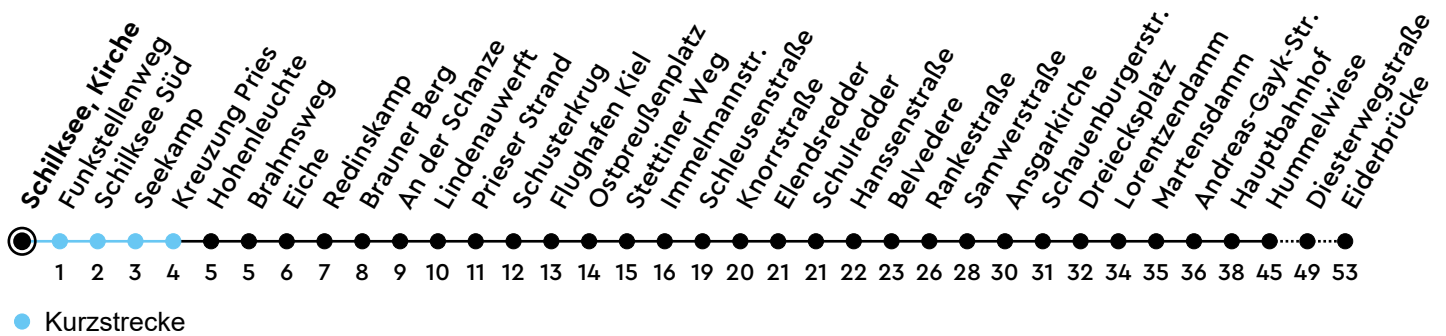 Schilksee, Kirche
Funkstellenweg
Schilksee Süd
Seekamp
Kreuzung Pries
Hohenleuchte
Brahmsweg
Eiche
Redinskamp
Brauner Berg
An der Schanze
Lindenauwerft
Prieser Strand
Schusterkrug
Flughafen Kiel
Ostpreußenplatz
Stettiner Weg
Immelmannstr.
Schleusenstraße
Knorrstraße
Elendsredder
Schulredder
Hanssenstraße
Belvedere
Rankestraße
Samwerstraße
Ansgarkirche
Schauenburgerstr.
Dreiecksplatz
Lorentzendamm
Martensdamm
Andreas-Gayk-Str.
Hauptbahnhof
Hummelwiese
Diesterwegstraße
Eiderbrücke
1 2 3 4 5 5 6 7 8 9 10 11 12 13 14 15 16 19 20 21 21 22 23 26 28 30 31 32 34 35 36 38 45 49 53
Kurzstrecke